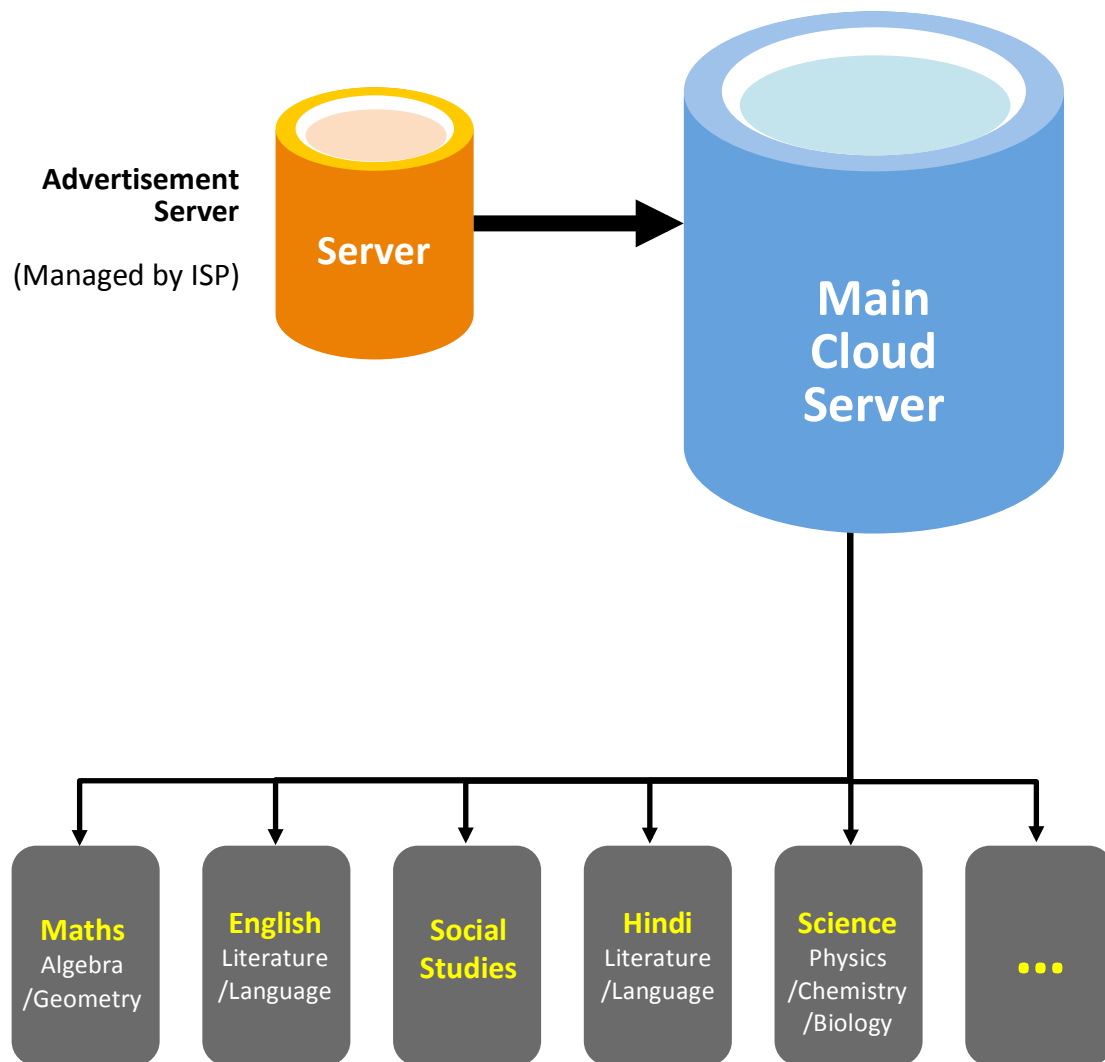 Advertisement
Server
(Managed by ISP)
Server
Main
Cloud
Server
Maths
Algebra
/Geometry
English
Literature
/Language
Social
Studies
Hindi
Literature
/Language
Science
Physics
/Chemistry
/Biology
...